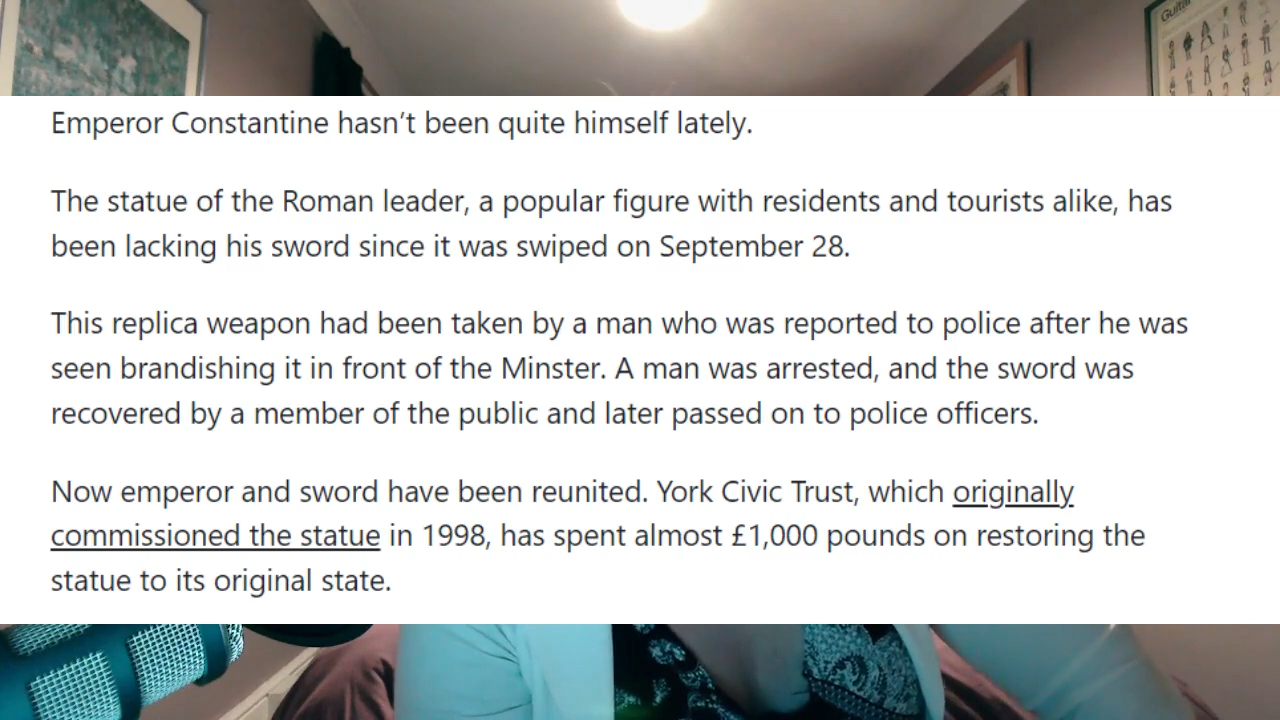 Guitar
Emperor Constantine hasn’t been quite himself lately.
The statue of the Roman leader, a popular figure with residents and tourists alike, has
been lacking his sword since it was swiped on September 28.
This replica weapon had been taken by a man who was reported to police after he was
seen brandishing it in front of the Minster. A man was arrested, and the sword was
recovered by a member of the public and later passed on to police officers.
Now emperor and sword have been reunited. York Civic Trust, which originally
commissioned the statue in 1998, has spent almost £1,000 pounds on restoring the
statue to its original state.